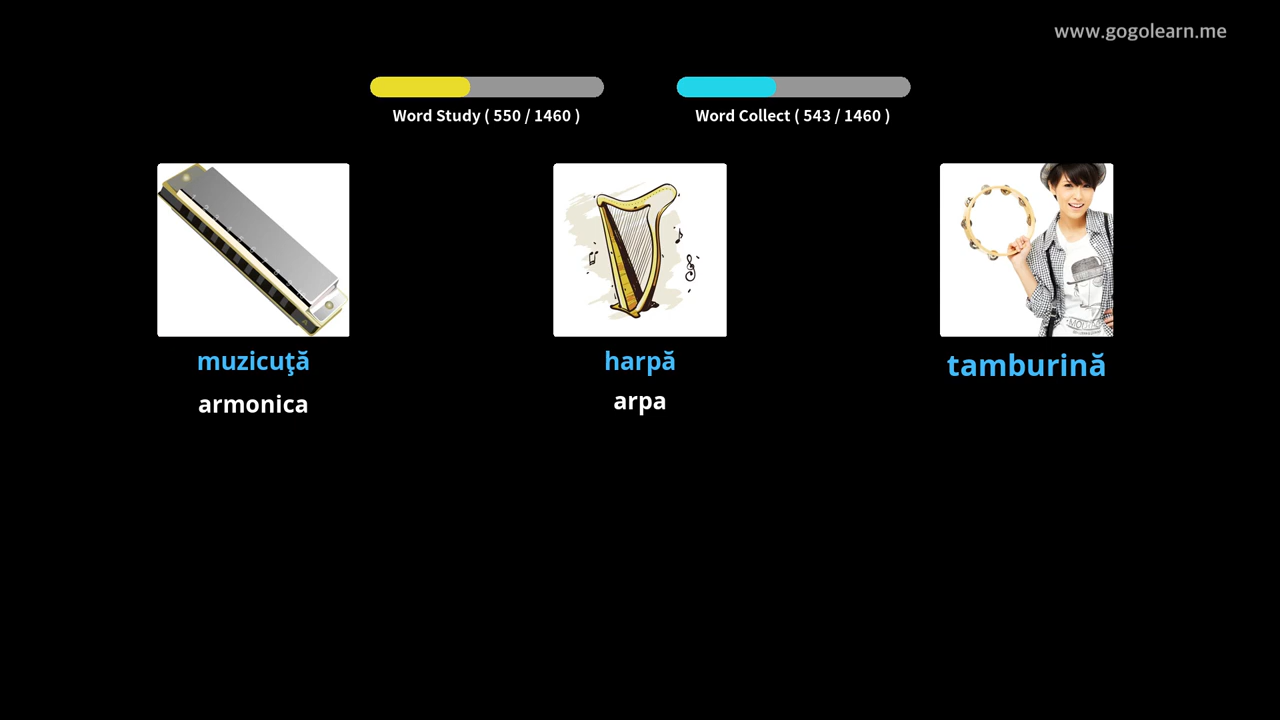 www.gogolearn.me
Word Study ( 550 / 1460 )
Word Collect ( 543 / 1460 )
muzicuţă
harpă
tamburină
armonica
arpa